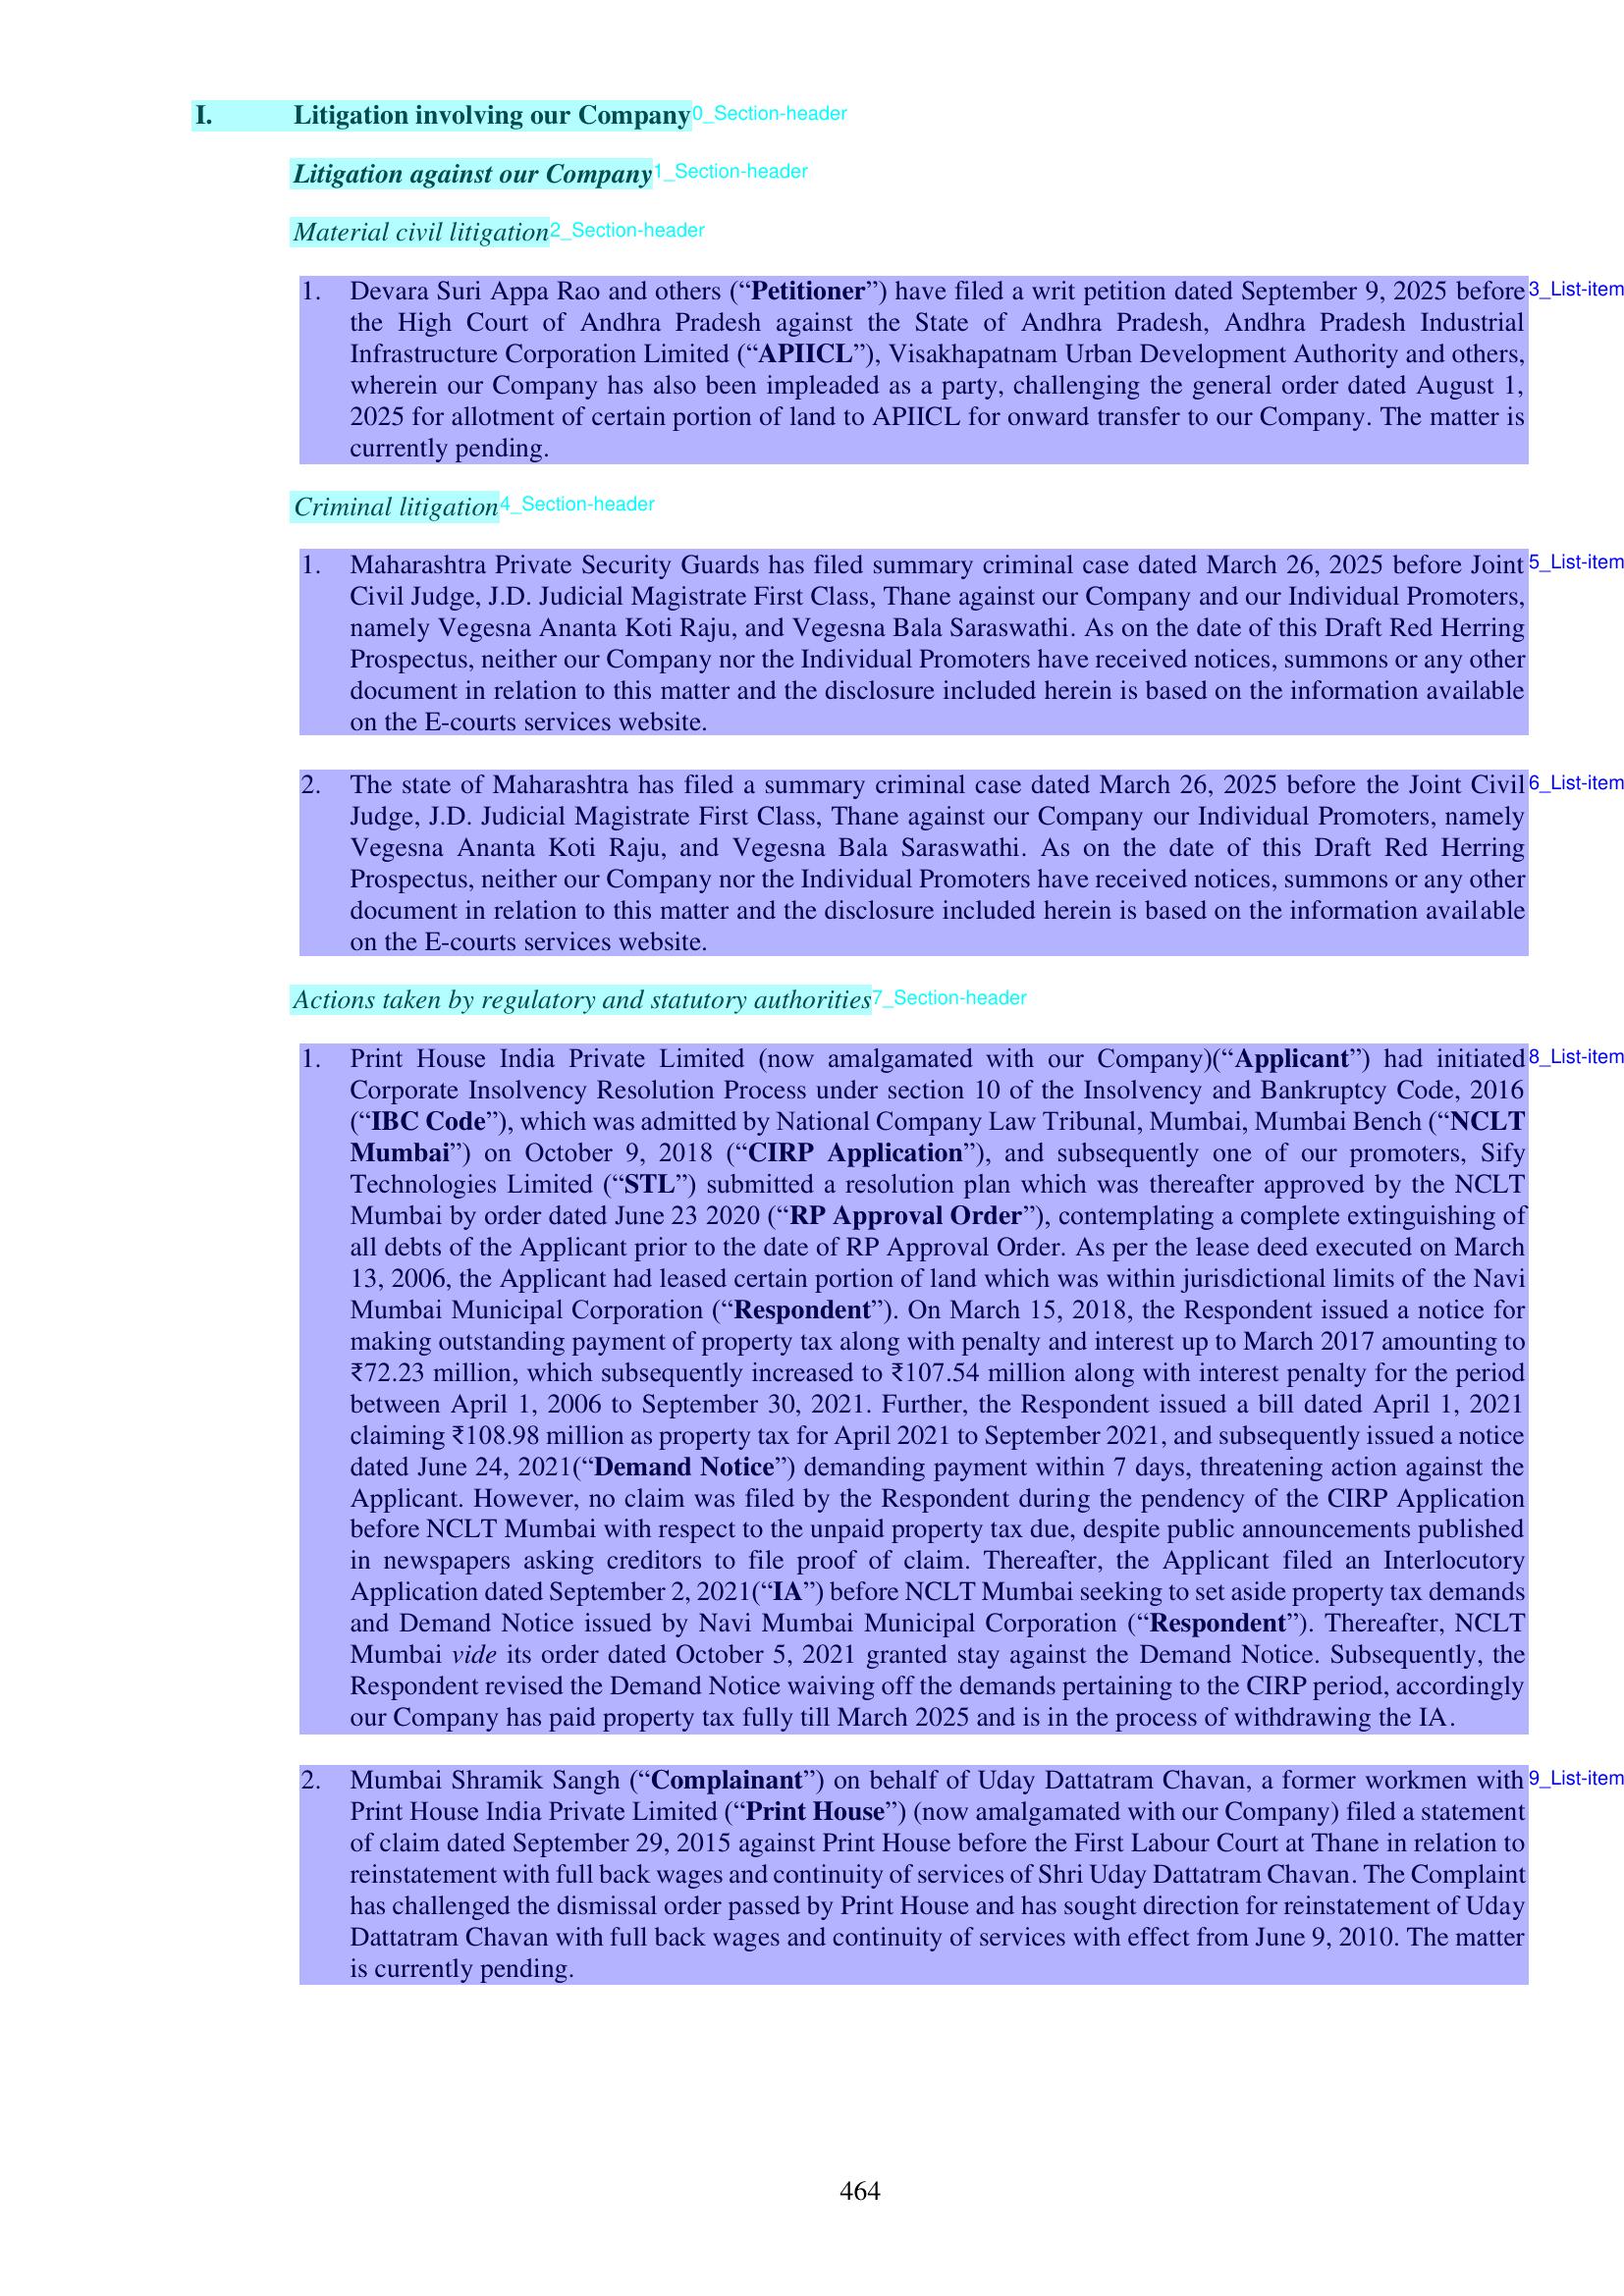 I. Litigation involving our Company 0_Section-header
Litigation against our Company 1_Section-header
Material civil litigation 2_Section-header
1. Devara Suri Appa Rao and others (“Petitioner”) have filed a writ petition dated September 9, 2025 before 3_List-item
the High Court of Andhra Pradesh against the State of Andhra Pradesh, Andhra Pradesh Industrial
Infrastructure Corporation Limited (“APIICL”), Visakhapatnam Urban Development Authority and others,
wherein our Company has also been impleaded as a party, challenging the general order dated August 1,
2025 for allotment of certain portion of land to APIICL for onward transfer to our Company. The matter is
currently pending.
Criminal litigation 4_Section-header
1. Maharashtra Private Security Guards has filed summary criminal case dated March 26, 2025 before Joint 5_List-item
Civil Judge, J.D. Judicial Magistrate First Class, Thane against our Company and our Individual Promoters,
namely Vegesna Ananta Koti Raju, and Vegesna Bala Saraswathi. As on the date of this Draft Red Herring
Prospectus, neither our Company nor the Individual Promoters have received notices, summons or any other
document in relation to this matter and the disclosure included herein is based on the information available
on the E-courts services website.
2. The state of Maharashtra has filed a summary criminal case dated March 26, 2025 before the Joint Civil 6_List-item
Judge, J.D. Judicial Magistrate First Class, Thane against our Company our Individual Promoters, namely
Vegesna Ananta Koti Raju, and Vegesna Bala Saraswathi. As on the date of this Draft Red Herring
Prospectus, neither our Company nor the Individual Promoters have received notices, summons or any other
document in relation to this matter and the disclosure included herein is based on the information available
on the E-courts services website.
Actions taken by regulatory and statutory authorities 7_Section-header
1. Print House India Private Limited (now amalgamated with our Company)(“Applicant”) had initiated 8_List-item
Corporate Insolvency Resolution Process under section 10 of the Insolvency and Bankruptcy Code, 2016
(“IBC Code”), which was admitted by National Company Law Tribunal, Mumbai, Mumbai Bench (“NCLT
Mumbai”) on October 9, 2018 (“CIRP Application”), and subsequently one of our promoters, Sify
Technologies Limited (“STL”) submitted a resolution plan which was thereafter approved by the NCLT
Mumbai by order dated June 23 2020 (“RP Approval Order”), contemplating a complete extinguishing of
all debts of the Applicant prior to the date of RP Approval Order. As per the lease deed executed on March
13, 2006, the Applicant had leased certain portion of land which was within jurisdictional limits of the Navi
Mumbai Municipal Corporation (“Respondent”). On March 15, 2018, the Respondent issued a notice for
making outstanding payment of property tax along with penalty and interest up to March 2017 amounting to
₹72.23 million, which subsequently increased to ₹107.54 million along with interest penalty for the period
between April 1, 2006 to September 30, 2021. Further, the Respondent issued a bill dated April 1, 2021
claiming ₹108.98 million as property tax for April 2021 to September 2021, and subsequently issued a notice
dated June 24, 2021(“Demand Notice”) demanding payment within 7 days, threatening action against the
Applicant. However, no claim was filed by the Respondent during the pendency of the CIRP Application
before NCLT Mumbai with respect to the unpaid property tax due, despite public announcements published
in newspapers asking creditors to file proof of claim. Thereafter, the Applicant filed an Interlocutory
Application dated September 2, 2021(“IA”) before NCLT Mumbai seeking to set aside property tax demands
and Demand Notice issued by Navi Mumbai Municipal Corporation (“Respondent”). Thereafter, NCLT
Mumbai vide its order dated October 5, 2021 granted stay against the Demand Notice. Subsequently, the
Respondent revised the Demand Notice waiving off the demands pertaining to the CIRP period, accordingly
our Company has paid property tax fully till March 2025 and is in the process of withdrawing the IA.
2. Mumbai Shramik Sangh (“Complainant”) on behalf of Uday Dattatram Chavan, a former workmen with 9_List-item
Print House India Private Limited (“Print House”) (now amalgamated with our Company) filed a statement
of claim dated September 29, 2015 against Print House before the First Labour Court at Thane in relation to
reinstatement with full back wages and continuity of services of Shri Uday Dattatram Chavan. The Complaint
has challenged the dismissal order passed by Print House and has sought direction for reinstatement of Uday
Dattatram Chavan with full back wages and continuity of services with effect from June 9, 2010. The matter
is currently pending.
464